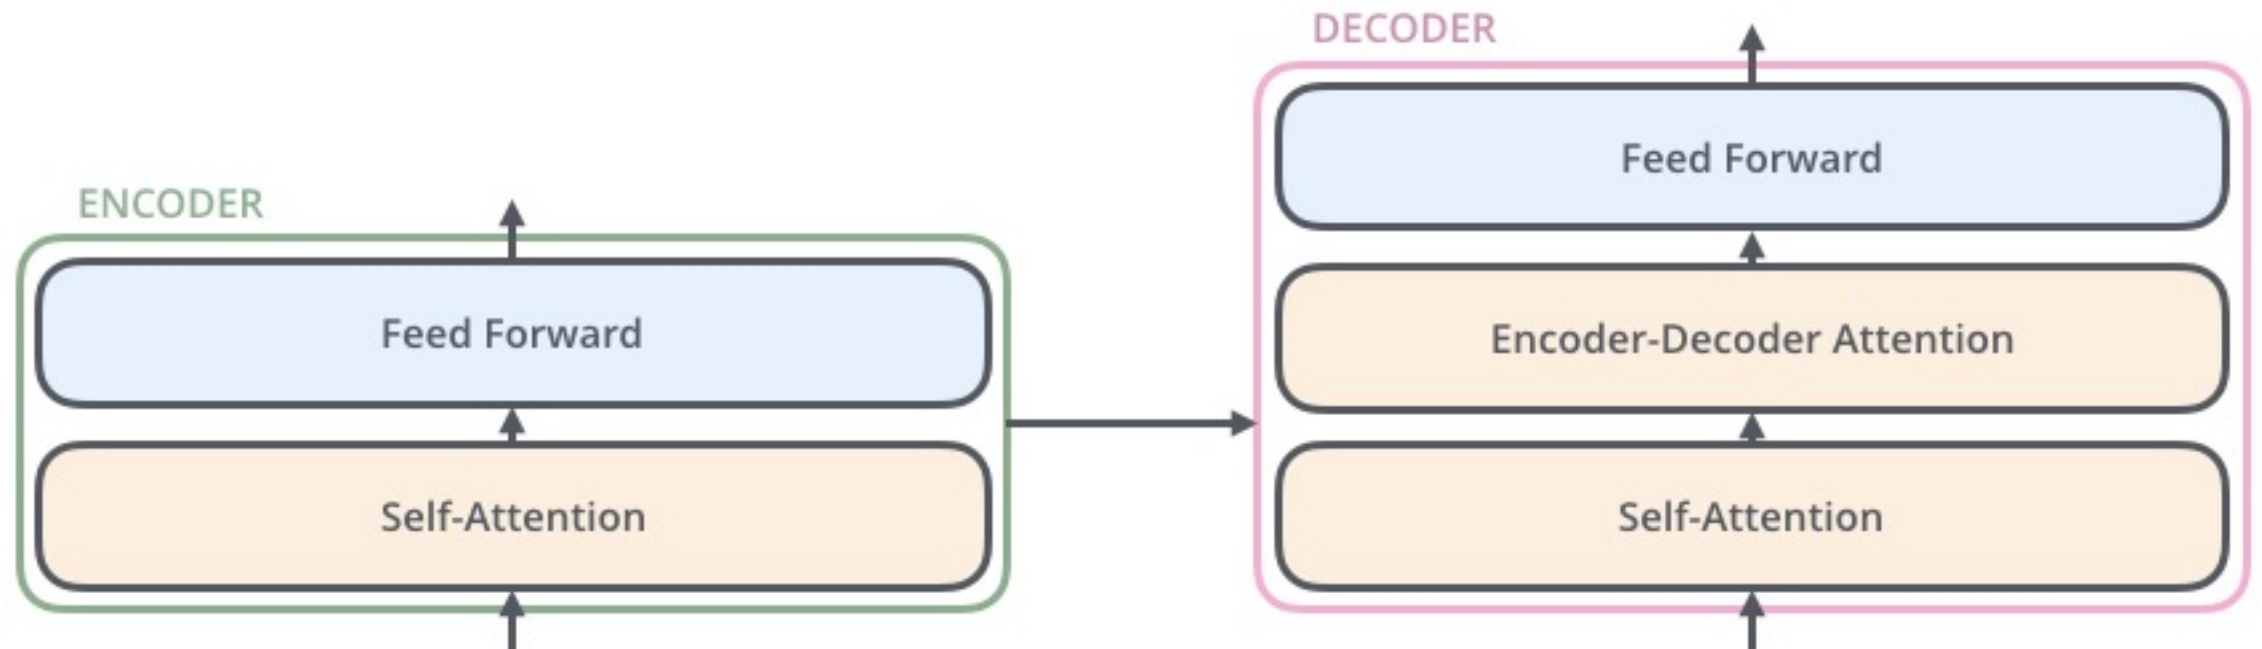 ENCODER
Feed Forward
Self-Attention
DECODER
Feed Forward
Encoder-Decoder Attention
Self-Attention